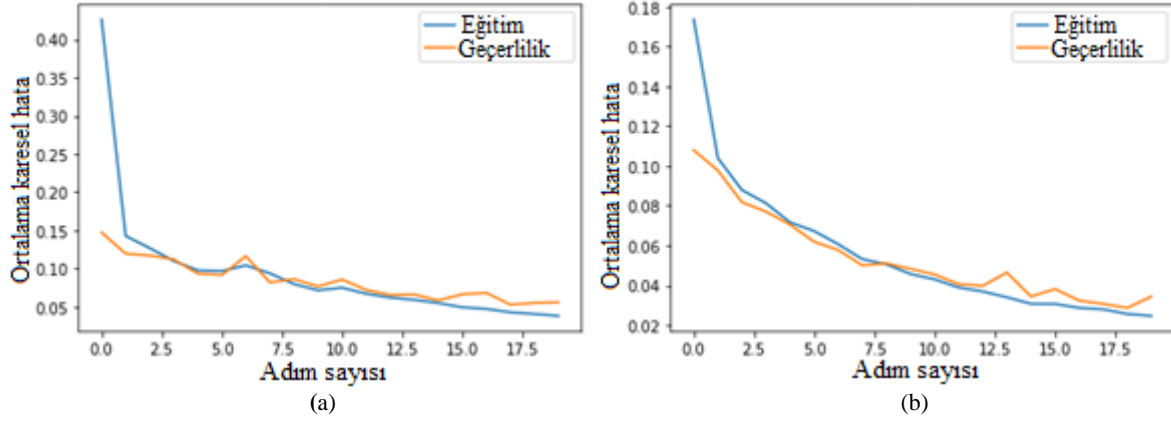 Ortalama karesel hata
0.40
0.35
0.30
0.25
0.20
0.15
0.10
0.05
Eğitim
Geçerlilik
0.0 2.5 5.0 7.5 10.0 12.5 15.0 17.5
Adım sayısı
(a)
Ortalama karesel hata
0.18
0.16
0.14
0.12
0.10
0.08
0.06
0.04
0.02
Eğitim
Geçerlilik
0.0 2.5 5.0 7.5 10.0 12.5 15.0 17.5
Adım sayısı
(b)